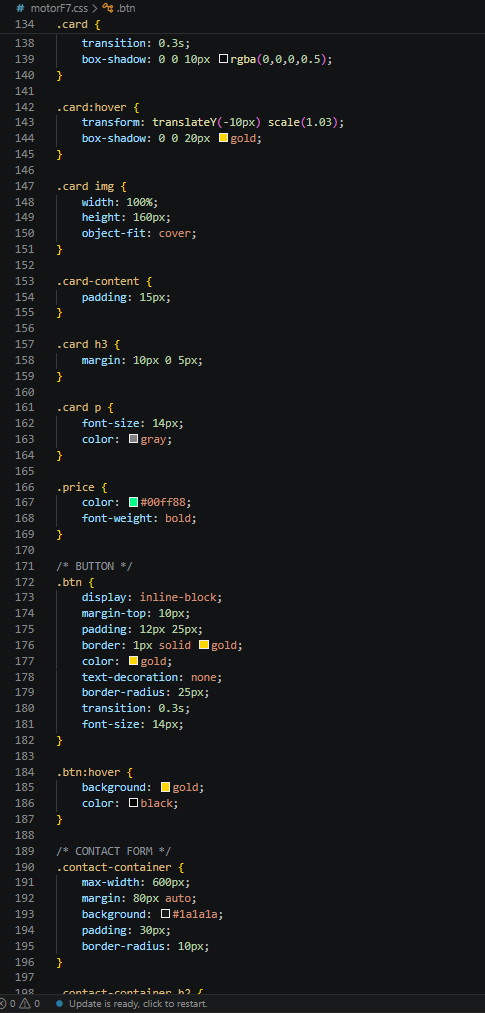 # motorF7.css > .btn
134 .card {
138 transition: 0.3s;
139 box-shadow: 0 0 10px rgba(0,0,0,0.5);
140 }
141
142 .card:hover {
143 transform: translateY(-10px) scale(1.03);
144 box-shadow: 0 0 20px gold;
145 }
146
147 .card img {
148 width: 100%;
149 height: 160px;
150 object-fit: cover;
151 }
152
153 .card-content {
154 padding: 15px;
155 }
156
157 .card h3 {
158 margin: 10px 0 5px;
159 }
160
161 .card p {
162 font-size: 14px;
163 color: gray;
164 }
165
166 .price {
167 color: #00ff88;
168 font-weight: bold;
169 }
170
171 /* BUTTON */
172 .btn {
173 display: inline-block;
174 margin-top: 10px;
175 padding: 12px 25px;
176 border: 1px solid gold;
177 color: gold;
178 text-decoration: none;
179 border-radius: 25px;
180 transition: 0.3s;
181 font-size: 14px;
182 }
183
184 .btn:hover {
185 background: gold;
186 color: black;
187 }
188
189 /* CONTACT FORM */
190 .contact-container {
191 max-width: 600px;
192 margin: 80px auto;
193 background: #1a1a1a;
194 padding: 30px;
195 border-radius: 10px;
196 }
197
198 .contact-container h2 {
0 0 Update is ready, click to restart.